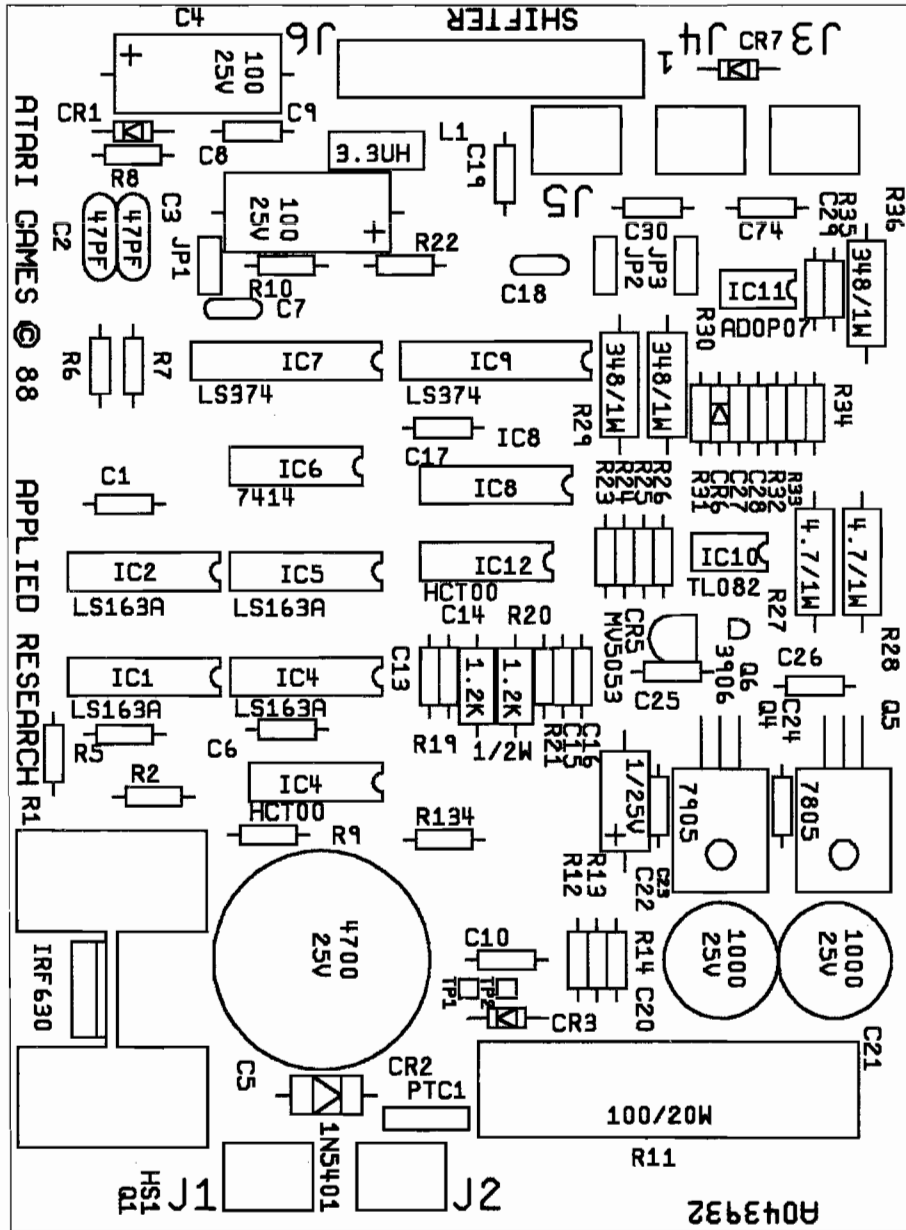 C4
J6
SHIFTER
1
J4
CR7
J3
+
100
25V
CR1
C9
C8
3.3UH
L1
C19
ATARI GAMES © 88
R8
C3
C2
47PF
47PF
100
25V
+
JP1
R10
C7
R22
J5
C18
C30
JP2
JP3
C74
C29
R35
R36
IC11
ADOP07
348/1W
R6
R7
IC7
LS374
IC9
LS374
348/1W
348/1W
R30
R29
R34
C17
IC8
IC6
7414
IC8
C1
R23
R24
R25
R26
R31
CR6
C27
C28
R32
R33
4.7/1W
4.7/1W
APPLIED RESEARCH
IC2
LS163A
IC5
LS163A
IC12
HCT00
IC10
TL082
R27
R28
C14
R20
C13
1.2K
1.2K
1/2W
R19
R21
C15
C16
CR5
MV5053
C25
3906
Q6
C26
IC1
LS163A
IC4
LS163A
R5
C6
R2
R1
IC4
HCT00
R9
R134
1/25V
+
7905
Q4
C24
7805
Q5
R12
R13
C22
C23
IRF630
4700
25V
C10
TP1
TP2
CR3
R14
C20
1000
25V
1000
25V
C21
C5
CR2
PTC1
1N5401
100/20W
R11
HS1
Q1
J1
J2
A043932